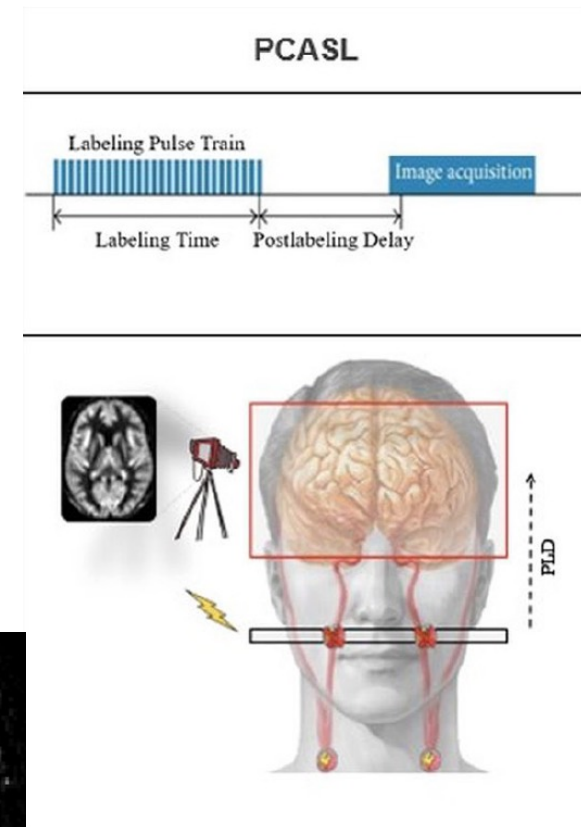 PCASL
Labeling Pulse Train
Image acquisition
Labeling Time
Postlabeling Delay
PLD